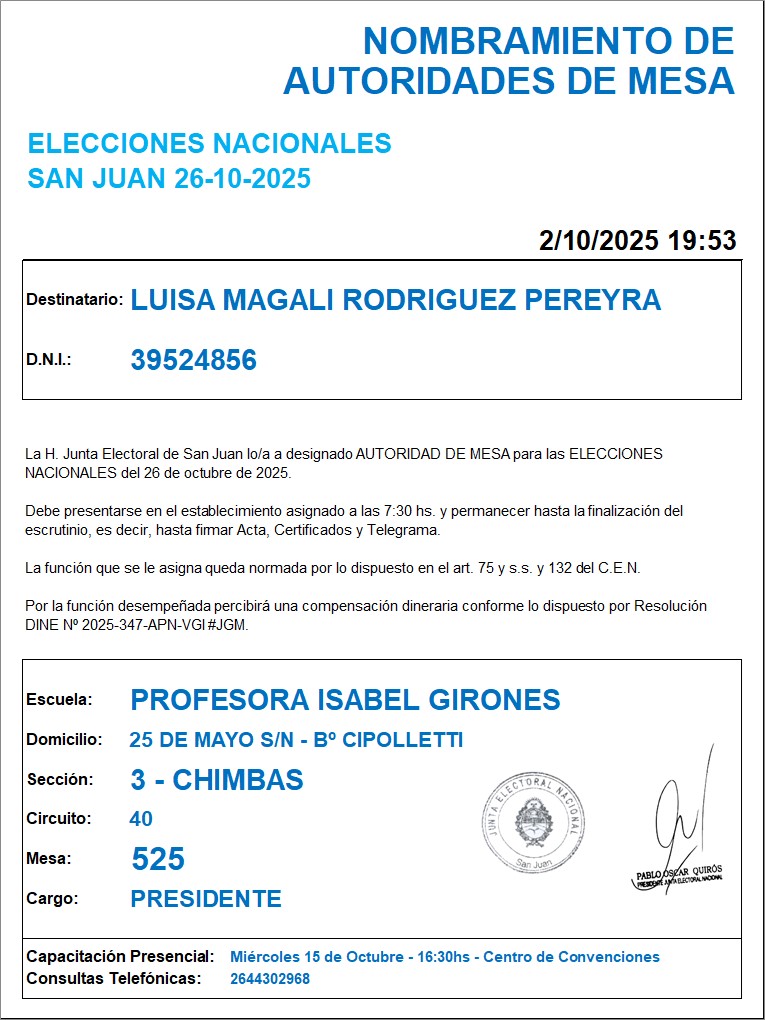 NOMBRAMIENTO DE
AUTORIDADES DE MESA
ELECCIONES NACIONALES
SAN JUAN 26-10-2025
2/10/2025 19:53
Destinatario: LUISA MAGALI RODRIGUEZ PEREYRA
D.N.I.: 39524856
La H. Junta Electoral de San Juan lo/a a designado AUTORIDAD DE MESA para las ELECCIONES
NACIONALES del 26 de octubre de 2025.
Debe presentarse en el establecimiento asignado a las 7:30 hs. y permanecer hasta la finalización del
escrutinio, es decir, hasta firmar Acta, Certificados y Telegrama.
La función que se le asigna queda normada por lo dispuesto en el art. 75 y s.s. y 132 del C.E.N.
Por la función desempeñada percibirá una compensación dineraria conforme lo dispuesto por Resolución
DINE Nº 2025-347-APN-VGI#JGM.
Escuela: PROFESORA ISABEL GIRONES
Domicilio: 25 DE MAYO S/N - Bº CIPOLLETTI
Sección: 3 - CHIMBAS
Circuito: 40
Mesa: 525
Cargo: PRESIDENTE
JUNTA ELECTORAL NACIONAL
San Juan
PABLO OSCAR QUIRÓS
PRESIDENTE JUNTA ELECTORAL NACIONAL
Capacitación Presencial: Miércoles 15 de Octubre - 16:30hs - Centro de Convenciones
Consultas Telefónicas: 2644302968